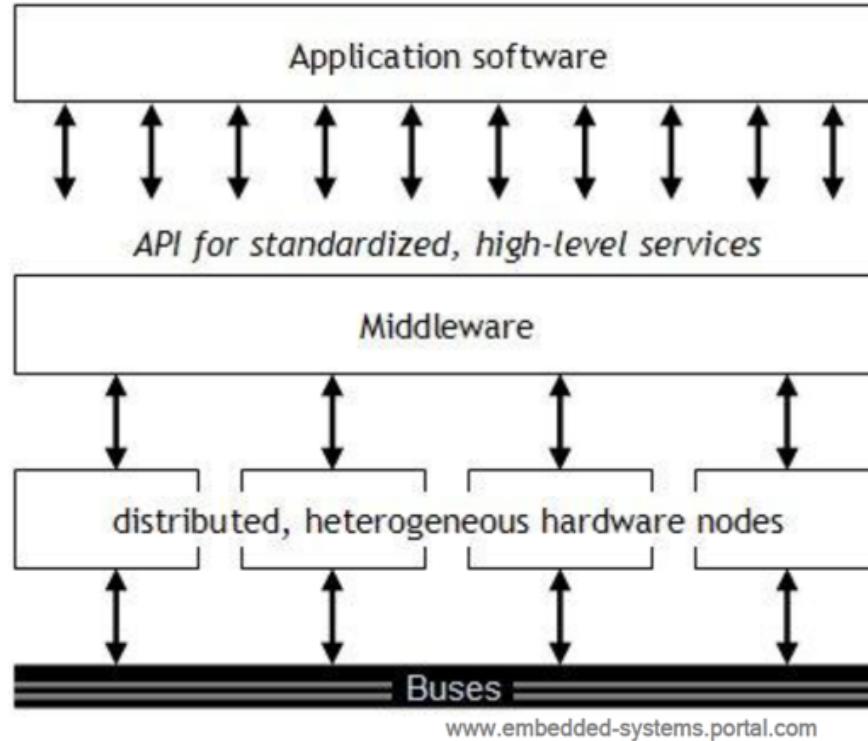 Application software
API for standardized, high-level services
Middleware
distributed, heterogeneous hardware nodes
Buses
www.embedded-systems.portal.com